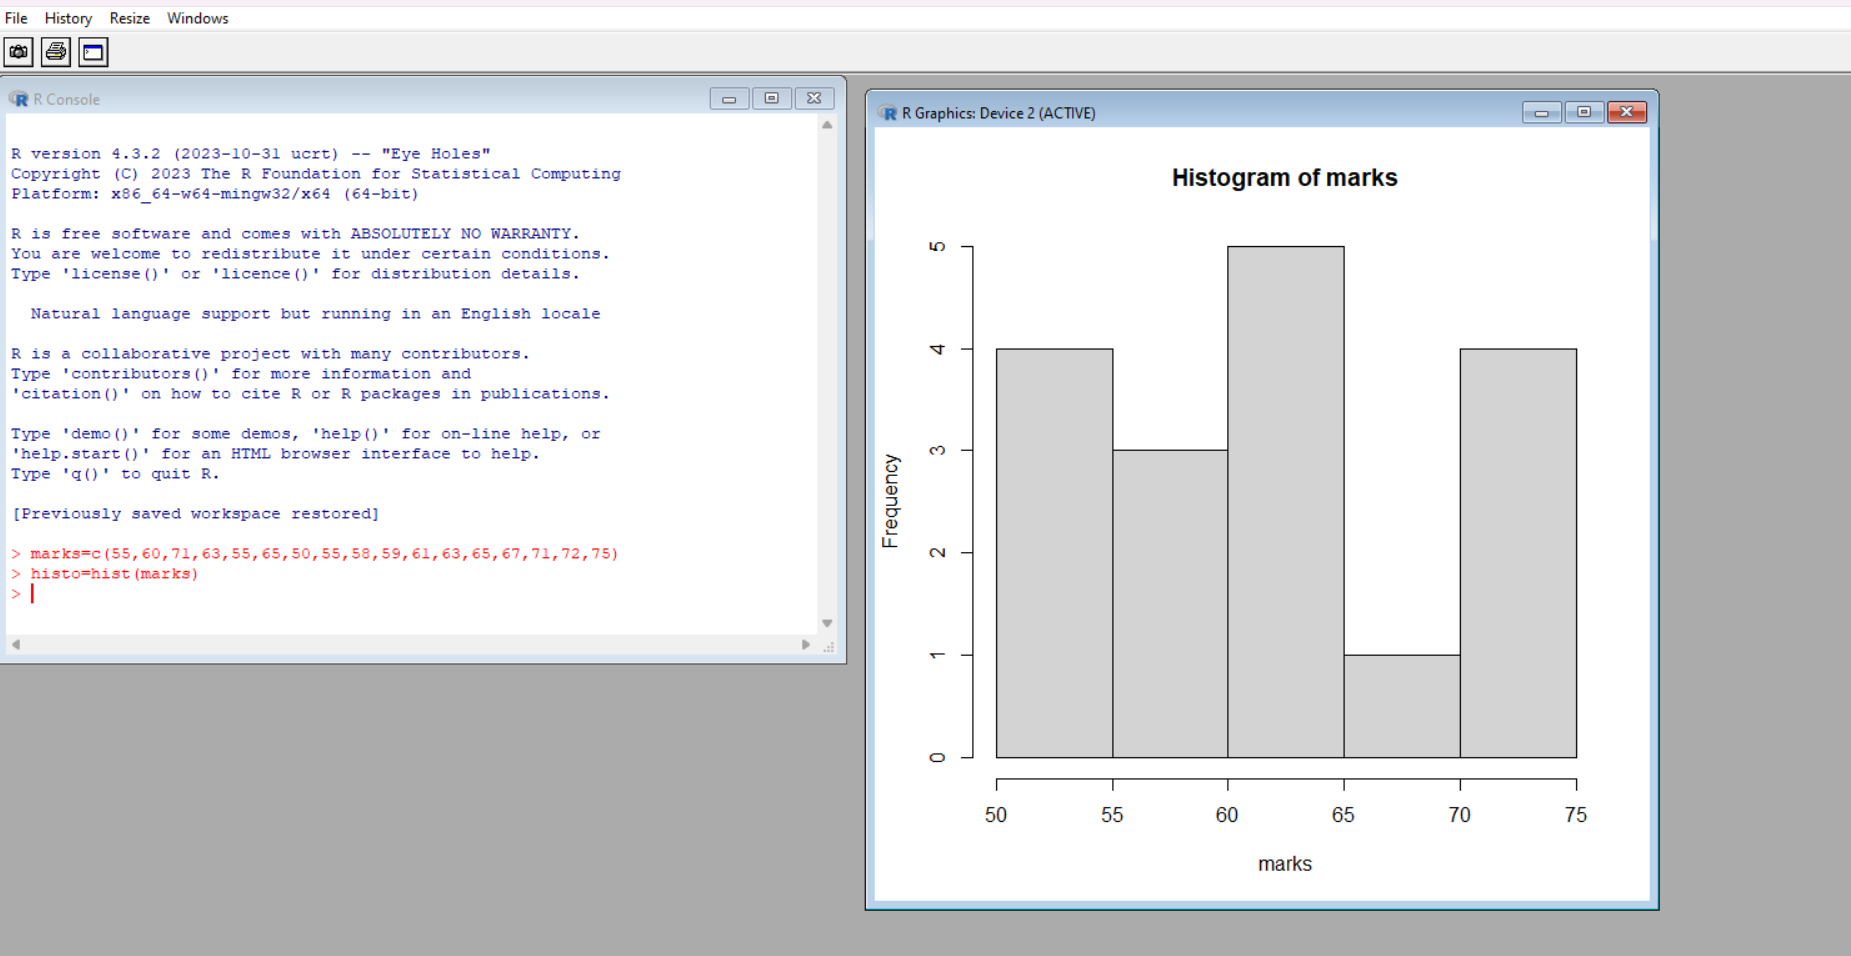 File History Resize Windows
R Console
R version 4.3.2 (2023-10-31 ucrt) -- "Eye Holes"
Copyright (C) 2023 The R Foundation for Statistical Computing
Platform: x86_64-w64-mingw32/x64 (64-bit)
R is free software and comes with ABSOLUTELY NO WARRANTY.
You are welcome to redistribute it under certain conditions.
Type 'license()' or 'licence()' for distribution details.
Natural language support but running in an English locale
R is a collaborative project with many contributors.
Type 'contributors()' for more information and
'citation()' on how to cite R or R packages in publications.
Type 'demo()' for some demos, 'help()' for on-line help, or
'help.start()' for an HTML browser interface to help.
Type 'q()' to quit R.
[Previously saved workspace restored]
> marks=c(55,60,71,63,55,65,50,55,58,59,61,63,65,67,71,72,75)
> histo=hist(marks)
>
R Graphics: Device 2 (ACTIVE)
Histogram of marks
Frequency
5
4
3
2
1
0
50 55 60 65 70 75
marks